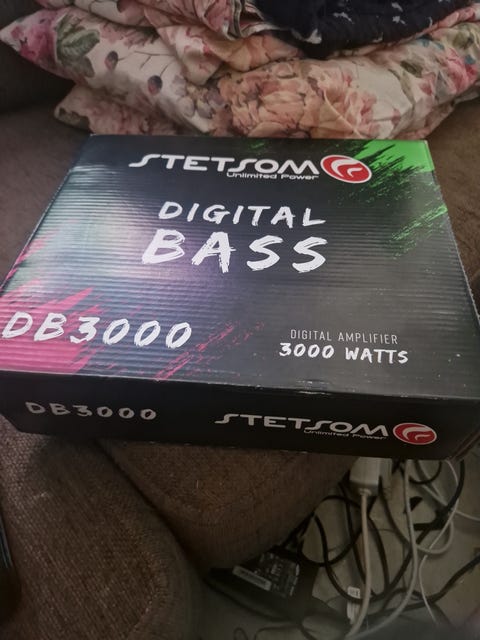 STETSOM
Unlimited Power
DIGITAL
BASS
DB3000
DIGITAL AMPLIFIER
3000 WATTS
DB3000
STETSOM
Unlimited Power